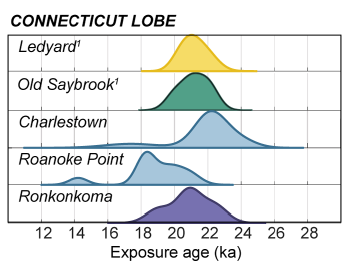 CONNECTICUT LOBE
Ledyard¹
Old Saybrook¹
Charlestown
Roanoke Point
Ronkonkoma
12 14 16 18 20 22 24 26 28
Exposure age (ka)